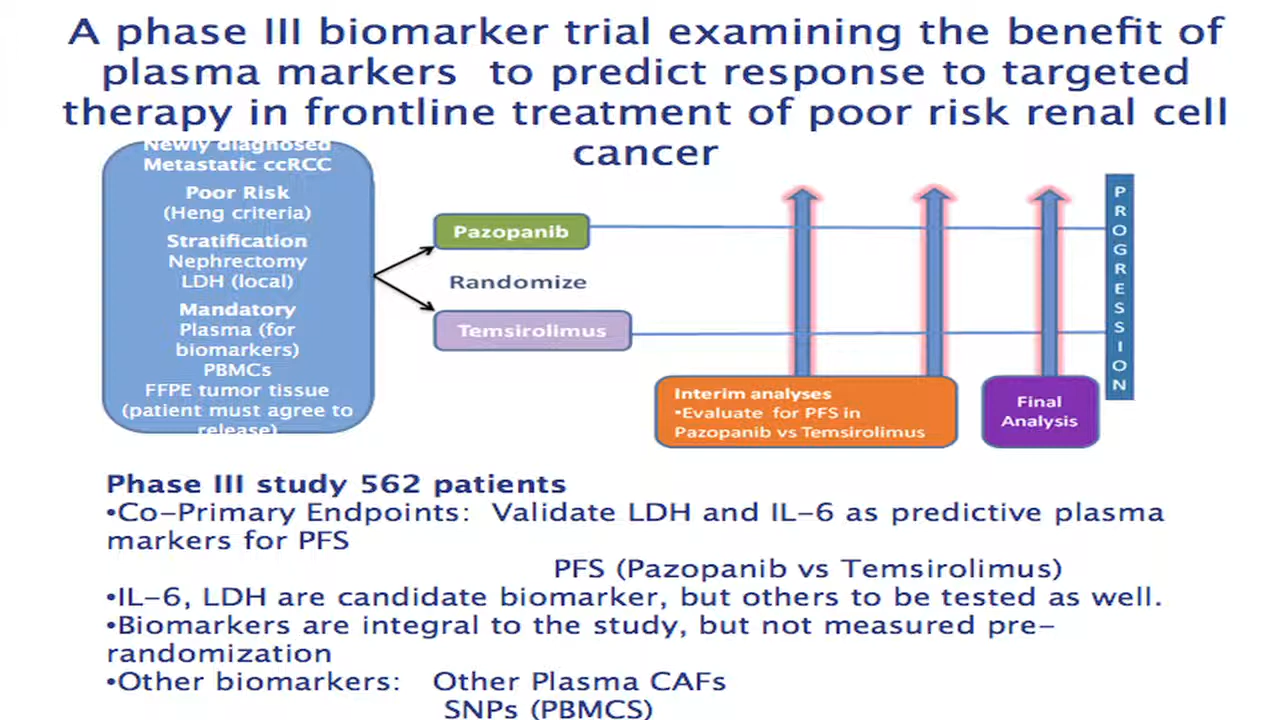 A phase III biomarker trial examining the benefit of
plasma markers to predict response to targeted
therapy in frontline treatment of poor risk renal cell
cancer
Newly diagnosed
Metastatic ccRCC
Poor Risk
(Heng criteria)
Stratification
Nephrectomy
LDH (local)
Mandatory
Plasma (for
biomarkers)
PBMCs
FFPE tumor tissue
(patient must agree to
release)
Pazopanib
Randomize
Temsirolimus
Interim analyses
•Evaluate for PFS in
Pazopanib vs Temsirolimus
Final
Analysis
PROGRESSION
Phase III study 562 patients
•Co-Primary Endpoints: Validate LDH and IL-6 as predictive plasma
markers for PFS
PFS (Pazopanib vs Temsirolimus)
•IL-6, LDH are candidate biomarker, but others to be tested as well.
•Biomarkers are integral to the study, but not measured pre-
randomization
•Other biomarkers: Other Plasma CAFs
SNPs (PBMCS)